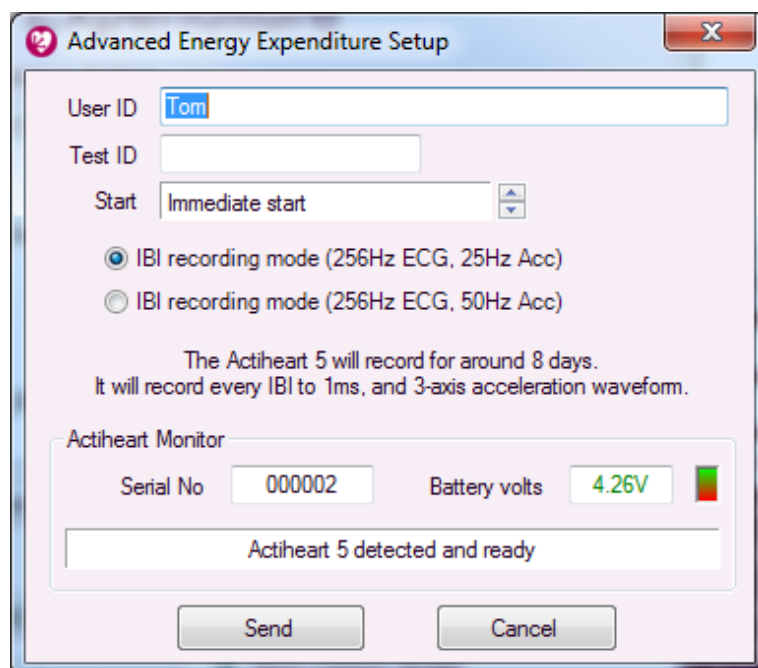 Advanced Energy Expenditure Setup
User ID Tom
Test ID
Start Immediate start
IBI recording mode (256Hz ECG, 25Hz Acc)
IBI recording mode (256Hz ECG, 50Hz Acc)
The Actiheart 5 will record for around 8 days.
It will record every IBI to 1ms, and 3-axis acceleration waveform.
Actiheart Monitor
Serial No 000002 Battery volts 4.26V
Actiheart 5 detected and ready
Send Cancel